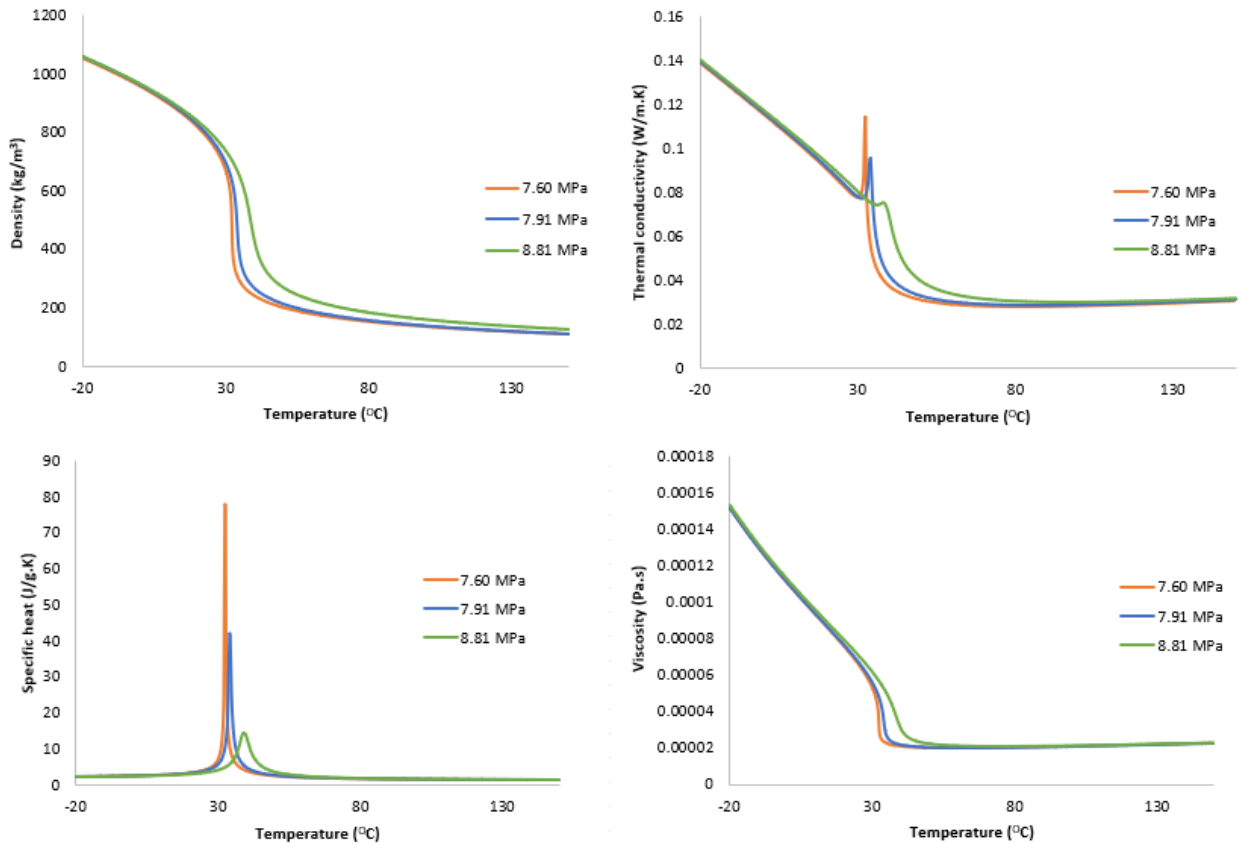 1200
1000
800
600
400
200
0
Density (kg/m³)
7.60 MPa
7.91 MPa
8.81 MPa
-20 30 80 130
Temperature (ᴼC)
0.16
0.14
0.12
0.1
0.08
0.06
0.04
0.02
0
Thermal conductivity (W/m.K)
7.60 MPa
7.91 MPa
8.81 MPa
-20 30 80 130
Temperature (ᴼC)
90
80
70
60
50
40
30
20
10
0
Specific heat (J/g.K)
7.60 MPa
7.91 MPa
8.81 MPa
-20 30 80 130
Temperature (ᴼC)
0.00018
0.00016
0.00014
0.00012
0.0001
0.00008
0.00006
0.00004
0.00002
0
Viscosity (Pa.s)
7.60 MPa
7.91 MPa
8.81 MPa
-20 30 80 130
Temperature (ᴼC)